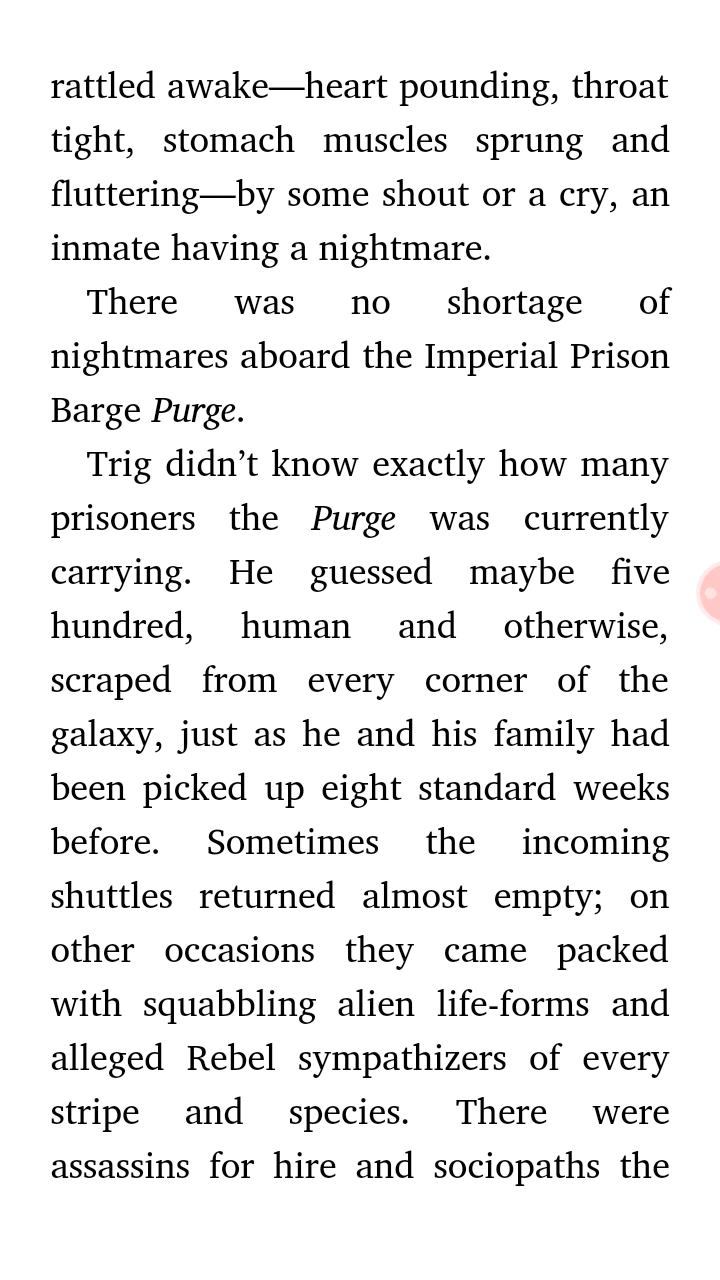 rattled awake—heart pounding, throat
tight, stomach muscles sprung and
fluttering—by some shout or a cry, an
inmate having a nightmare.
There was no shortage of
nightmares aboard the Imperial Prison
Barge Purge.
Trig didn’t know exactly how many
prisoners the Purge was currently
carrying. He guessed maybe five
hundred, human and otherwise,
scraped from every corner of the
galaxy, just as he and his family had
been picked up eight standard weeks
before. Sometimes the incoming
shuttles returned almost empty; on
other occasions they came packed
with squabbling alien life-forms and
alleged Rebel sympathizers of every
stripe and species. There were
assassins for hire and sociopaths the